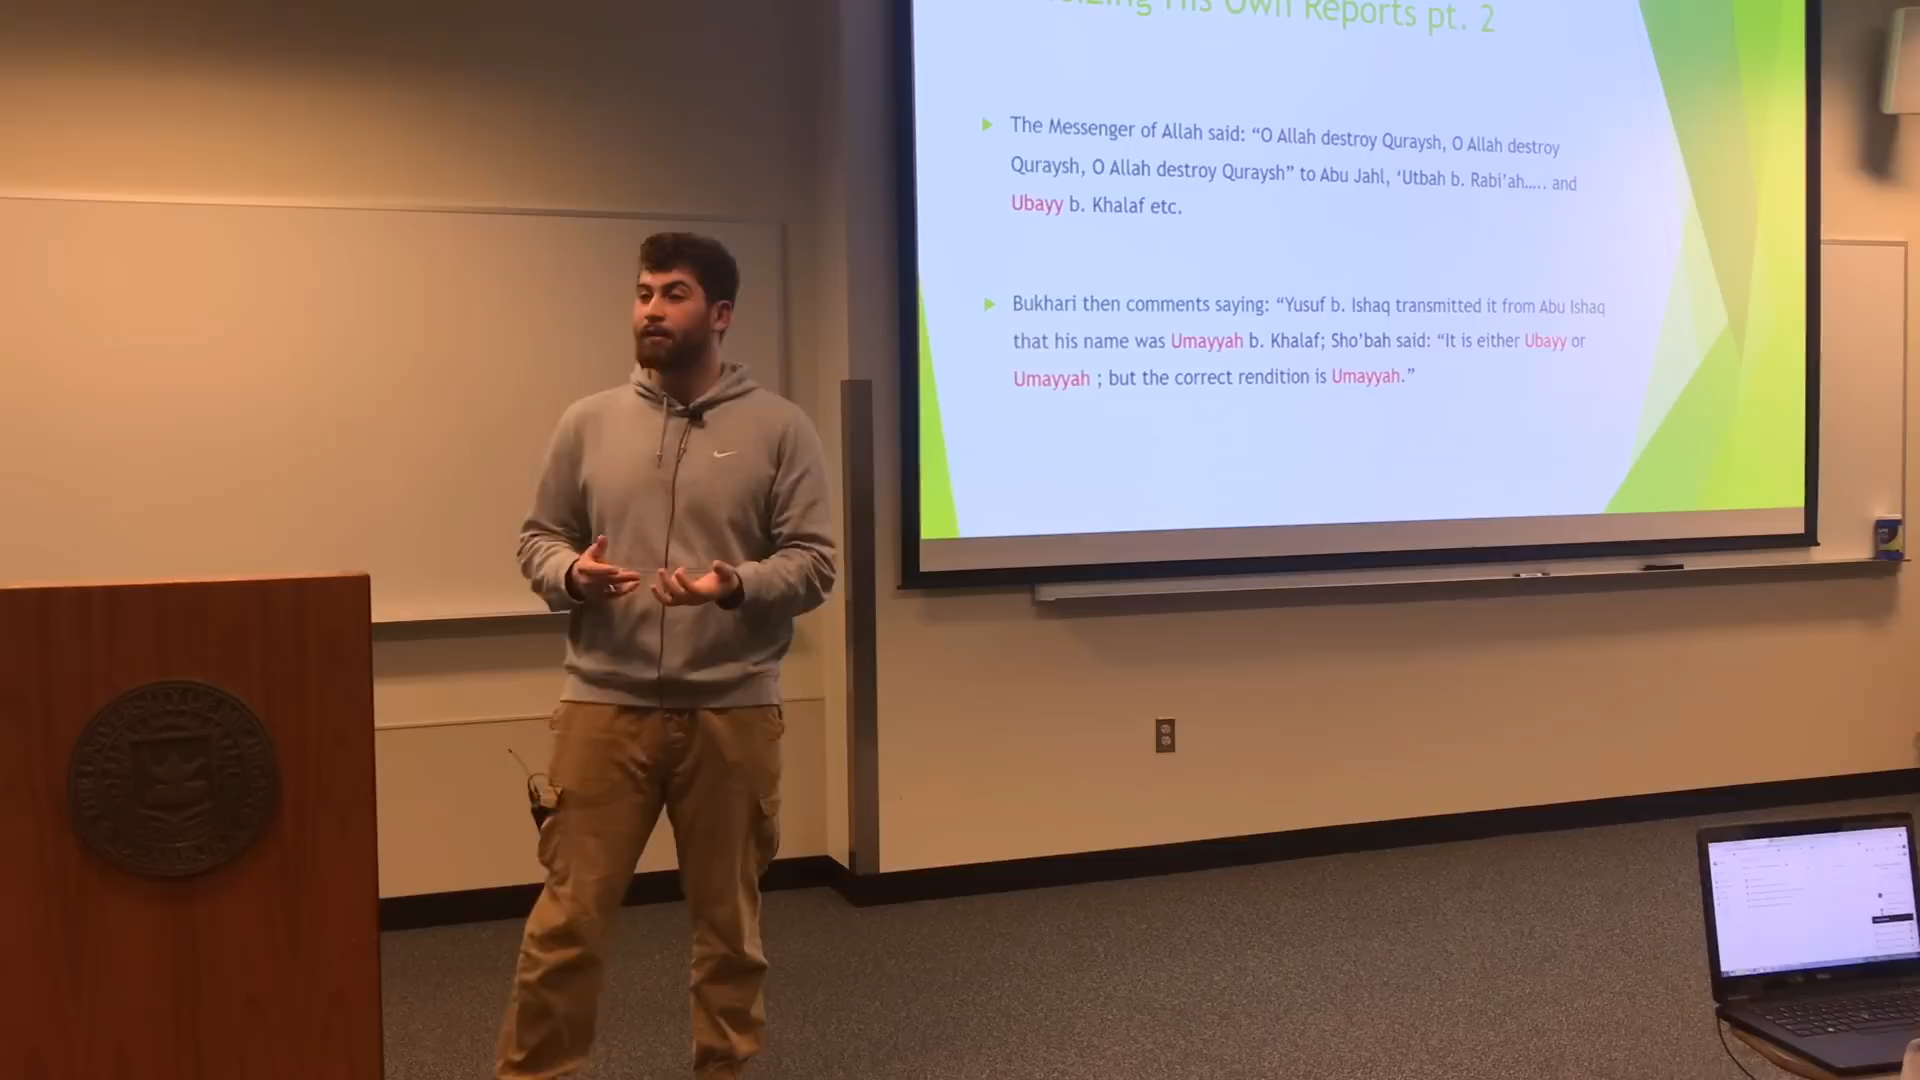 His Own Reports pt. 2
The Messenger of Allah said: “O Allah destroy Quraysh, O Allah destroy
Quraysh, O Allah destroy Quraysh” to Abu Jahl, ‘Utbah b. Rabi’ah..... and
Ubayy b. Khalaf etc.
Bukhari then comments saying: “Yusuf b. Ishaq transmitted it from Abu Ishaq
that his name was Umayyah b. Khalaf; Sho’bah said: “It is either Ubayy or
Umayyah ; but the correct rendition is Umayyah.”